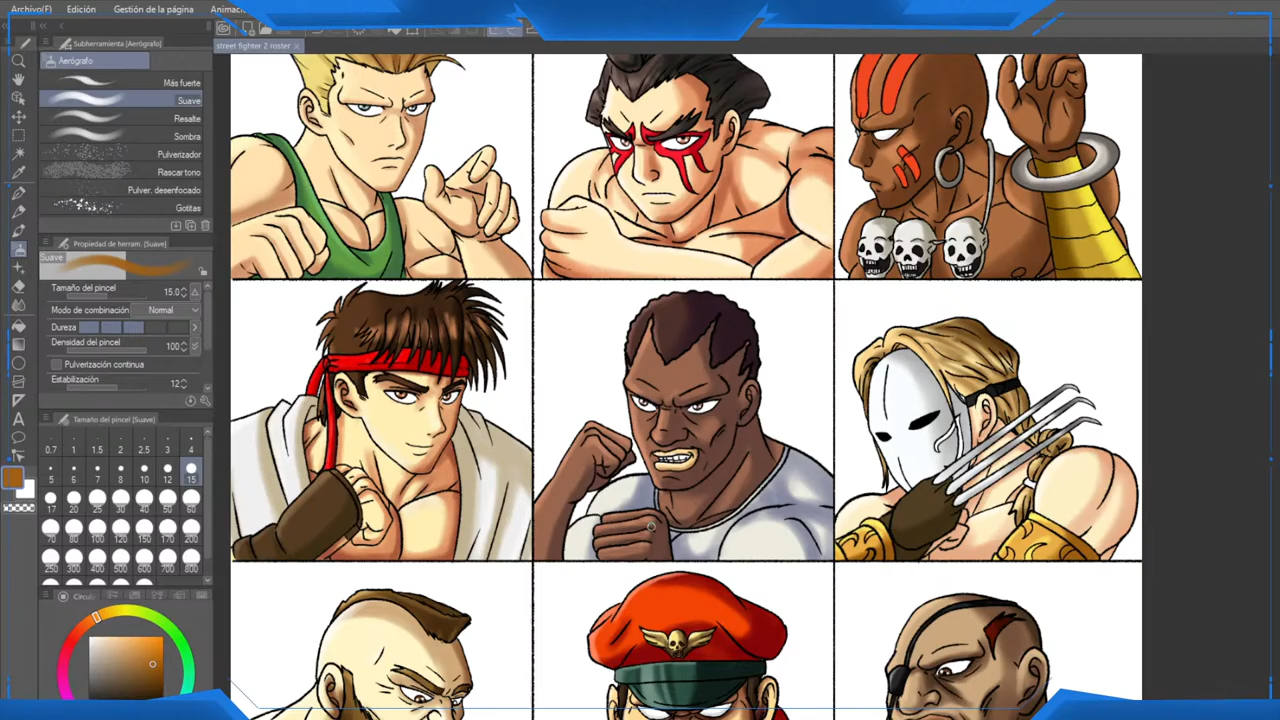 Archivo(F) Edición Gestión de la página Animac
Subherramienta [Aerógrafo]
street fighter 2 roster
Aerógrafo
Más fuerte
Suave
Resalte
Sombra
Pulverizador
Rascartono
Pulver. desenfocado
Gotitas
Propiedad de herram. [Suave]
Suave
Tamaño del pincel 15.0
Modo de combinación Normal
Dureza
Densidad del pincel 100
Pulverización continua
Estabilización 12
Tamaño del pincel [Suave]
0.7 1 1.5 2 2.5 3 4
5 6 7 8 10 12 15
17 20 25 30 40 50 60
70 80 100 120 150 170 200
250 300 400 500 600 700 800
Círcul